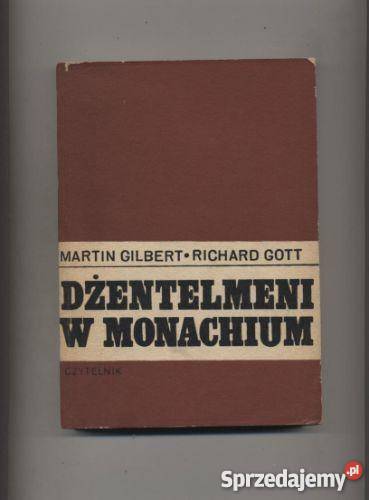 MARTIN GILBERT • RICHARD GOTT
DŻENTELMENI
W MONACHIUM
CZYTELNIK
Sprzedajemy.pl